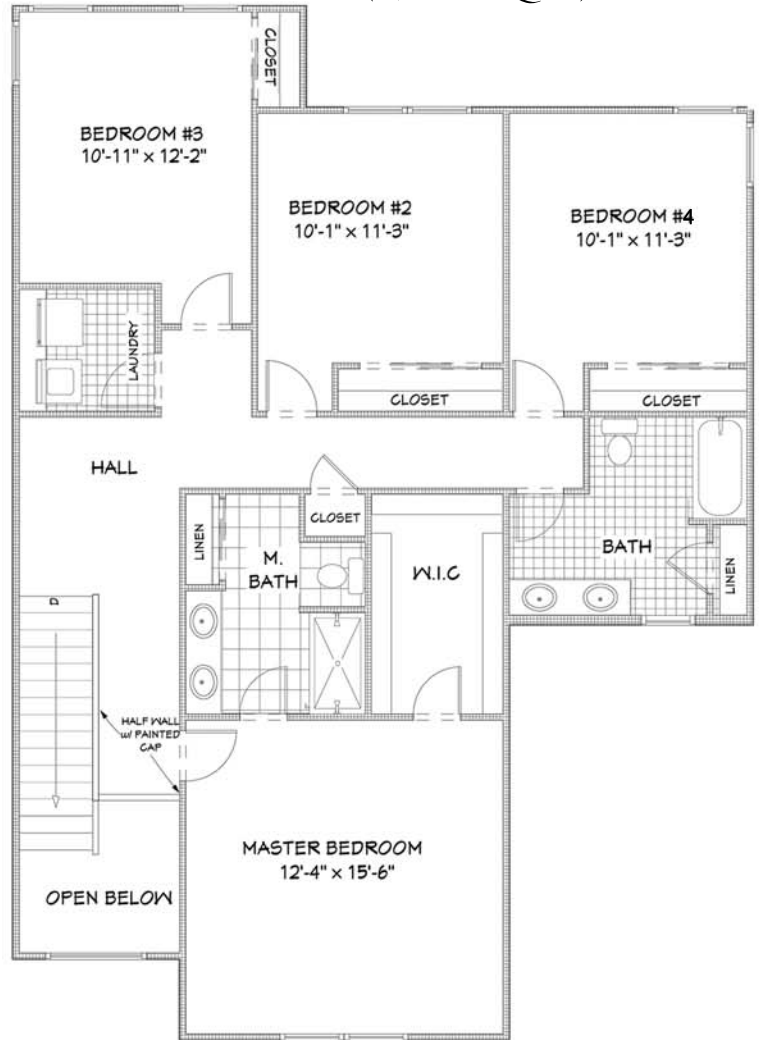 CLOSET
BEDROOM #3
10'-11" x 12'-2"
BEDROOM #2
10'-1" x 11'-3"
BEDROOM #4
10'-1" x 11'-3"
LAUNDRY
CLOSET
CLOSET
HALL
CLOSET
LINEN
M.
BATH
W.I.C
BATH
LINEN
D
HALF WALL
w/ PAINTED
CAP
MASTER BEDROOM
12'-4" x 15'-6"
OPEN BELOW